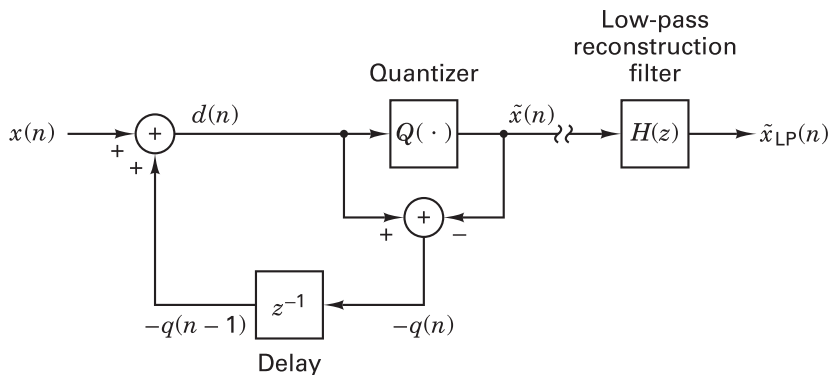 Low-pass
reconstruction
filter
Quantizer
x(n)
+
+
+
d(n)
Q( · )
x̃(n)
H(z)
x̃LP(n)
+
+
−
−q(n − 1)
z−1
−q(n)
Delay